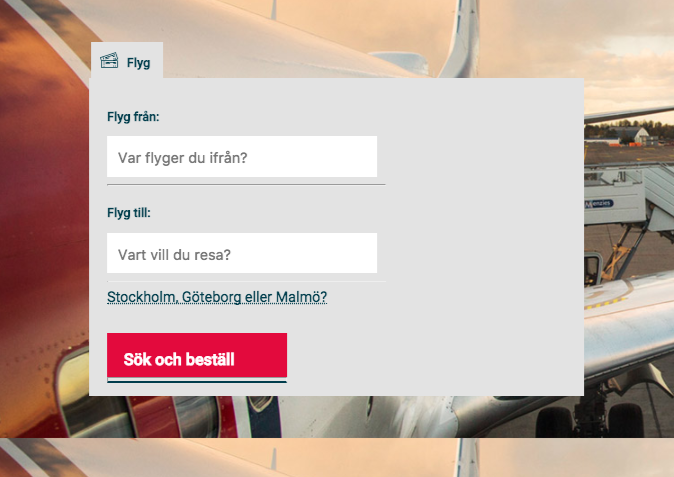 Flyg
Flyg från:
Var flyger du ifrån?
Flyg till:
Vart vill du resa?
Stockholm, Göteborg eller Malmö?
Sök och beställ
Menzies